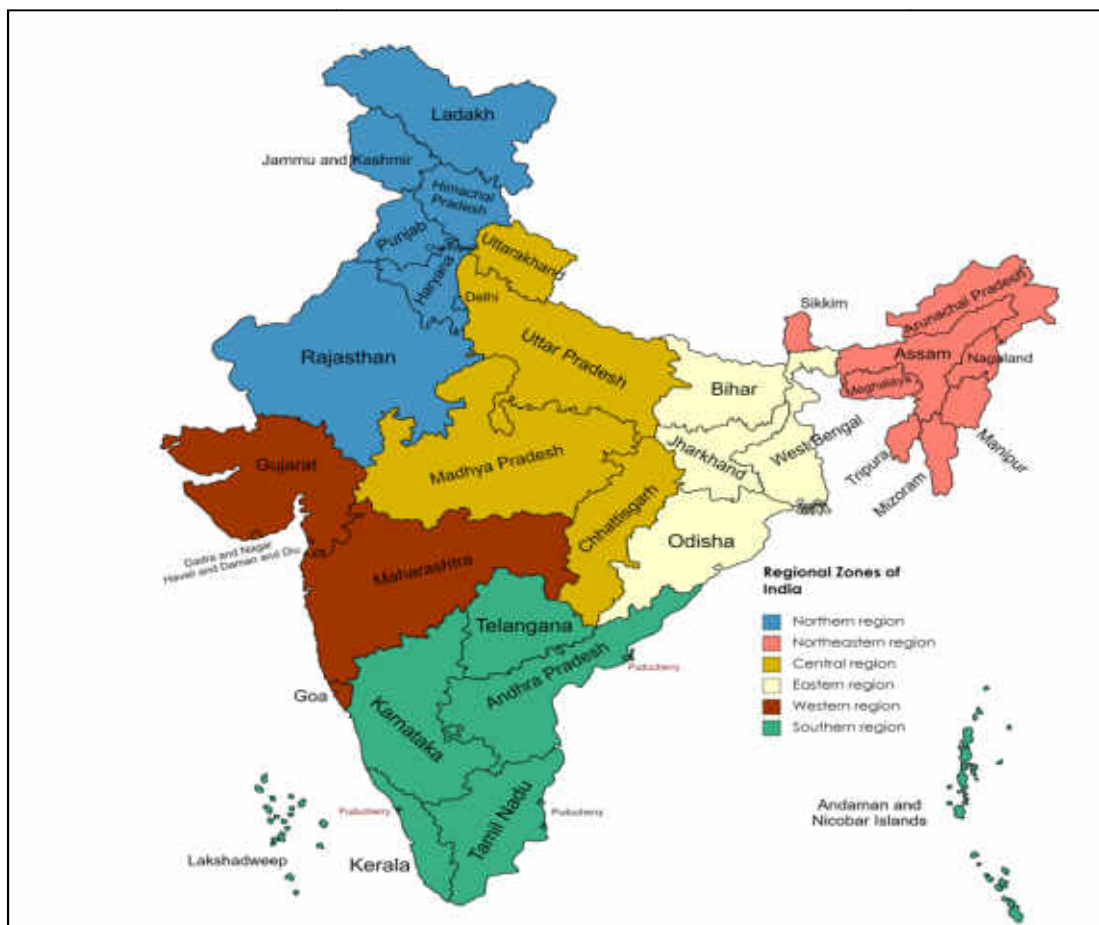 Ladakh
Jammu and Kashmir
Himachal
Pradesh
Punjab
Uttarakhand
Haryana
Delhi
Sikkim
Arunachal Pradesh
Rajasthan
Uttar Pradesh
Assam
Nagaland
Bihar
Meghalaya
Gujarat
Madhya Pradesh
Jharkhand
West Bengal
Tripura
Mizoram
Manipur
Chhattisgarh
Odisha
Dadra and Nagar
Haveli and Daman and Diu
Maharashtra
Regional Zones of
India
Northern region
Northeastern region
Central region
Eastern region
Western region
Southern region
Telangana
Andhra Pradesh
Puducherry
Goa
Karnataka
Puducherry
Puducherry
Tamil Nadu
Kerala
Lakshadweep
Andaman and
Nicobar Islands